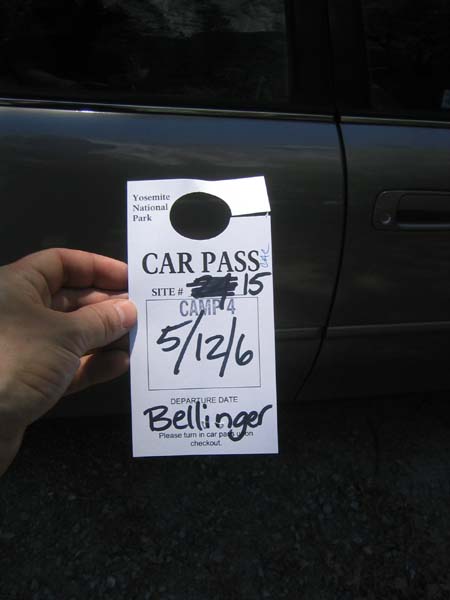 Yosemite
National
Park
CAR PASS
SITE # 15
CAMP 4
5/12/6
DEPARTURE DATE
Bellinger
Please turn in car pass upon
checkout.